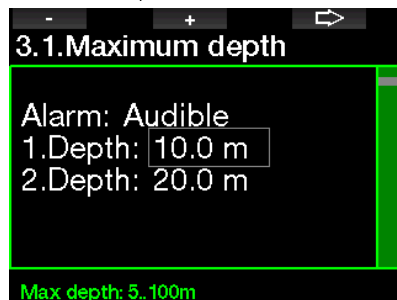 - +
3.1.Maximum depth
Alarm: Audible
1.Depth: 10.0 m
2.Depth: 20.0 m
Max depth: 5..100m